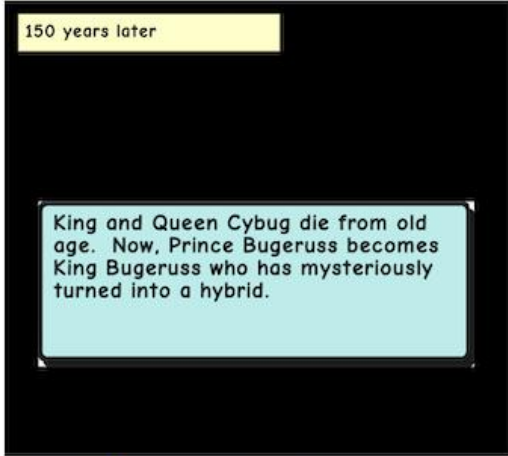 150 years later
King and Queen Cybug die from old
age. Now, Prince Bugeruss becomes
King Bugeruss who has mysteriously
turned into a hybrid.